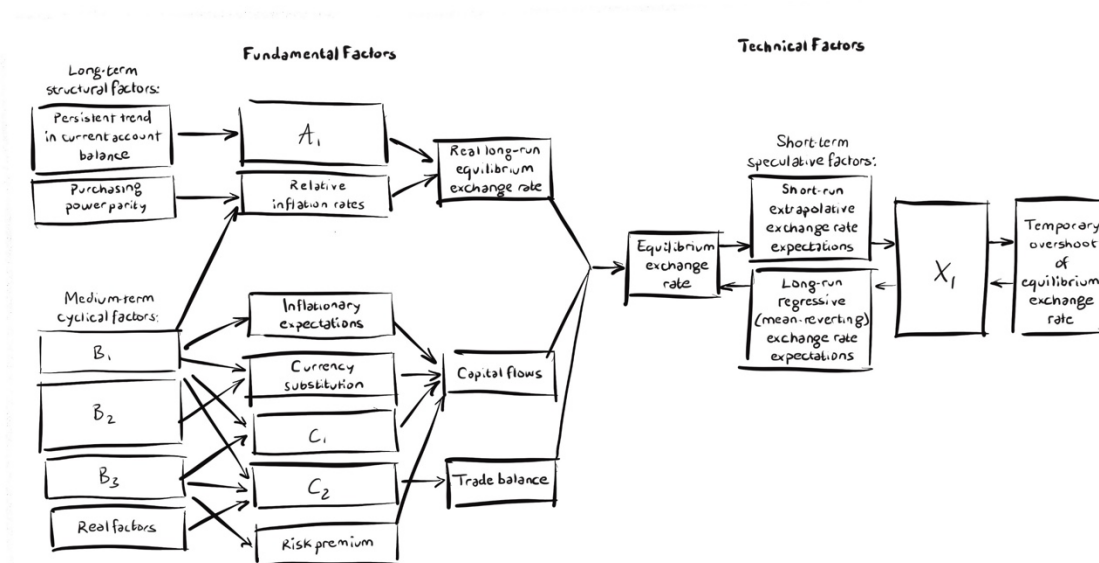 Fundamental Factors
Technical Factors
Long-term
structural factors:
Persistent trend
in current account
balance
Purchasing
power parity
A₁
Relative
inflation rates
Real long-run
equilibrium
exchange rate
Medium-term
cyclical factors:
B₁
B₂
B₃
Real factors
Inflationary
expectations
Currency
substitution
C₁
C₂
Risk premium
Capital flows
Trade balance
Equilibrium
exchange
rate
Short-term
speculative factors:
Short-run
extrapolative
exchange rate
expectations
Long-run
regressive
(mean-reverting)
exchange rate
expectations
X₁
Temporary
overshoot
of
equilibrium
exchange
rate